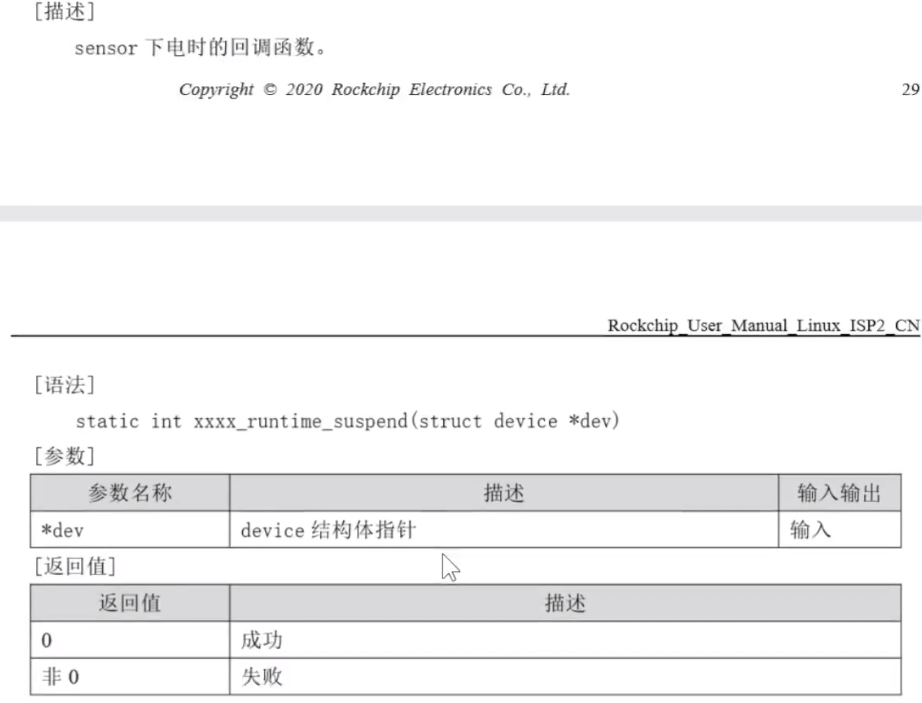 [描述]
sensor 下电时的回调函数。
Copyright © 2020 Rockchip Electronics Co., Ltd.
29
Rockchip_User_Manual_Linux_ISP2_CN
[语法]
static int xxxx_runtime_suspend(struct device *dev)
[参数]
参数名称 描述 输入输出
*dev device 结构体指针 输入
[返回值]
返回值 描述
0 成功
非 0 失败